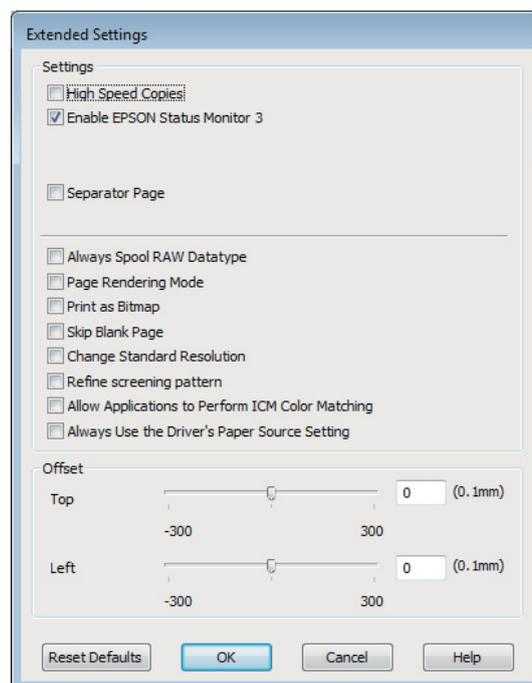 Extended Settings
Settings
High Speed Copies
Enable EPSON Status Monitor 3
Separator Page
Always Spool RAW Datatype
Page Rendering Mode
Print as Bitmap
Skip Blank Page
Change Standard Resolution
Refine screening pattern
Allow Applications to Perform ICM Color Matching
Always Use the Driver's Paper Source Setting
Offset
Top 0 (0.1mm)
-300 300
Left 0 (0.1mm)
-300 300
Reset Defaults OK Cancel Help